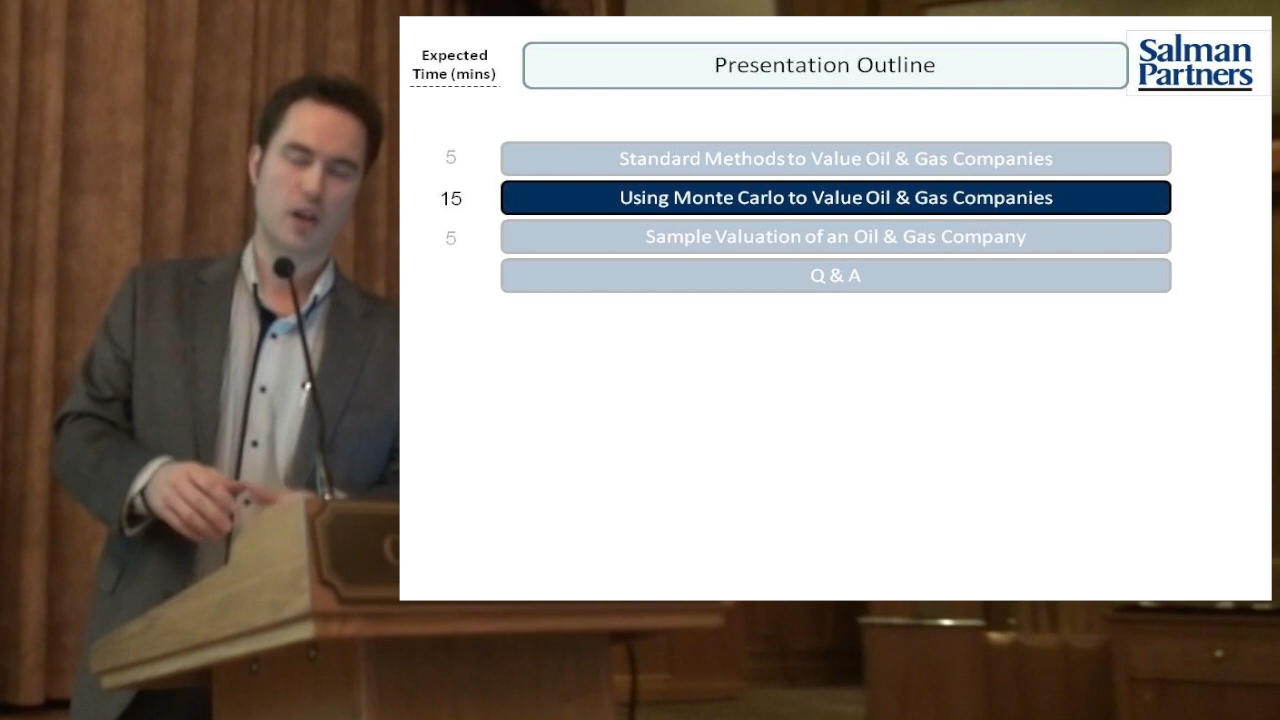 Expected
Time (mins)
Presentation Outline
Salman
Partners
5
Standard Methods to Value Oil & Gas Companies
15
Using Monte Carlo to Value Oil & Gas Companies
5
Sample Valuation of an Oil & Gas Company
Q & A